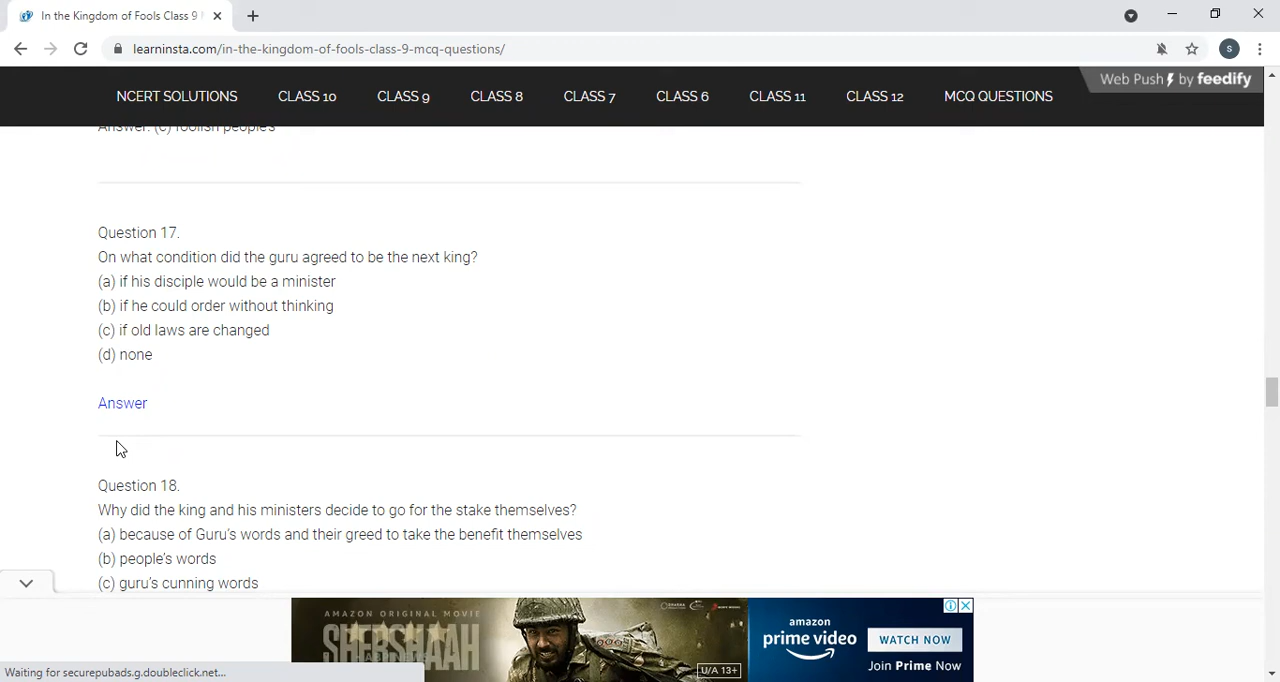 In the Kingdom of Fools Class 9
learninsta.com/in-the-kingdom-of-fools-class-9-mcq-questions/
S
Web Push by feedify
NCERT SOLUTIONS CLASS 10 CLASS 9 CLASS 8 CLASS 7 CLASS 6 CLASS 11 CLASS 12 MCQ QUESTIONS
Answer: (c) foolish people's
Question 17.
On what condition did the guru agreed to be the next king?
(a) if his disciple would be a minister
(b) if he could order without thinking
(c) if old laws are changed
(d) none
Answer
Question 18.
Why did the king and his ministers decide to go for the stake themselves?
(a) because of Guru's words and their greed to take the benefit themselves
(b) people's words
(c) guru's cunning words
AMAZON ORIGINAL MOVIE
SHERSHAAH
U/A 13+
amazon
prime video
WATCH NOW
Join Prime Now
Waiting for securepubads.g.doubleclick.net...